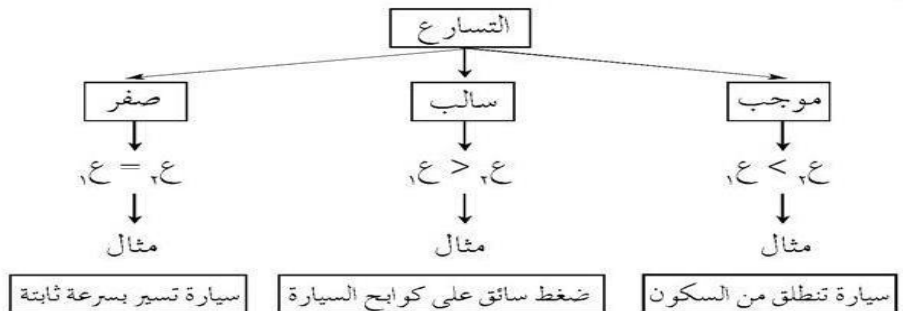 التسارع
موجب
سالب
صفر
ع٢ > ع١
ع٢ < ع١
ع٢ = ع١
مثال
مثال
مثال
سيارة تنطلق من السكون
ضغط سائق على كوابح السيارة
سيارة تسير بسرعة ثابتة